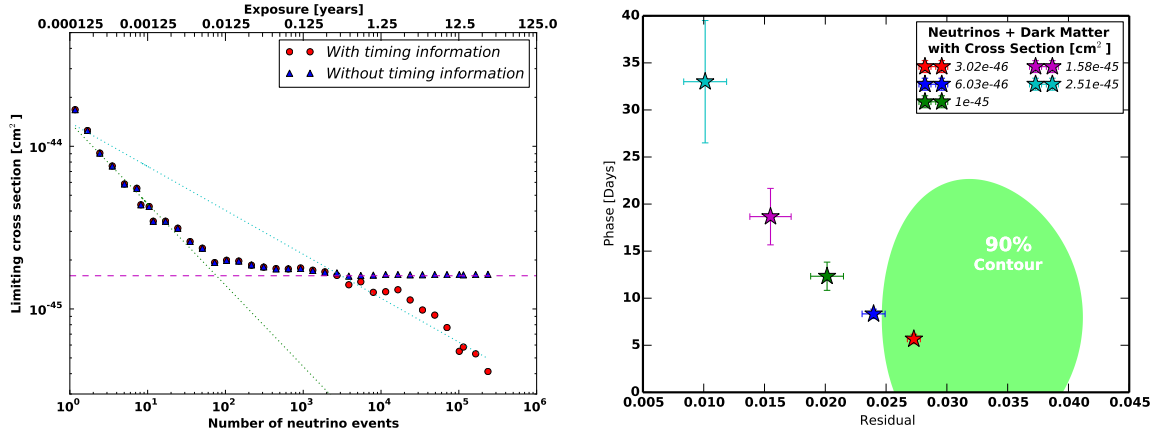 Exposure [years]
0.000125 0.00125 0.0125 0.125 1.25 12.5 125.0
With timing information
Without timing information
Limiting cross section [cm² ]
10⁻⁴⁴
10⁻⁴⁵
10⁰ 10¹ 10² 10³ 10⁴ 10⁵ 10⁶
Number of neutrino events
40
35
30
25
20
15
10
5
0
Phase [Days]
Neutrinos + Dark Matter
with Cross Section [cm² ]
3.02e-46 1.58e-45
6.03e-46 2.51e-45
1e-45
90%
Contour
0.005 0.010 0.015 0.020 0.025 0.030 0.035 0.040 0.045
Residual